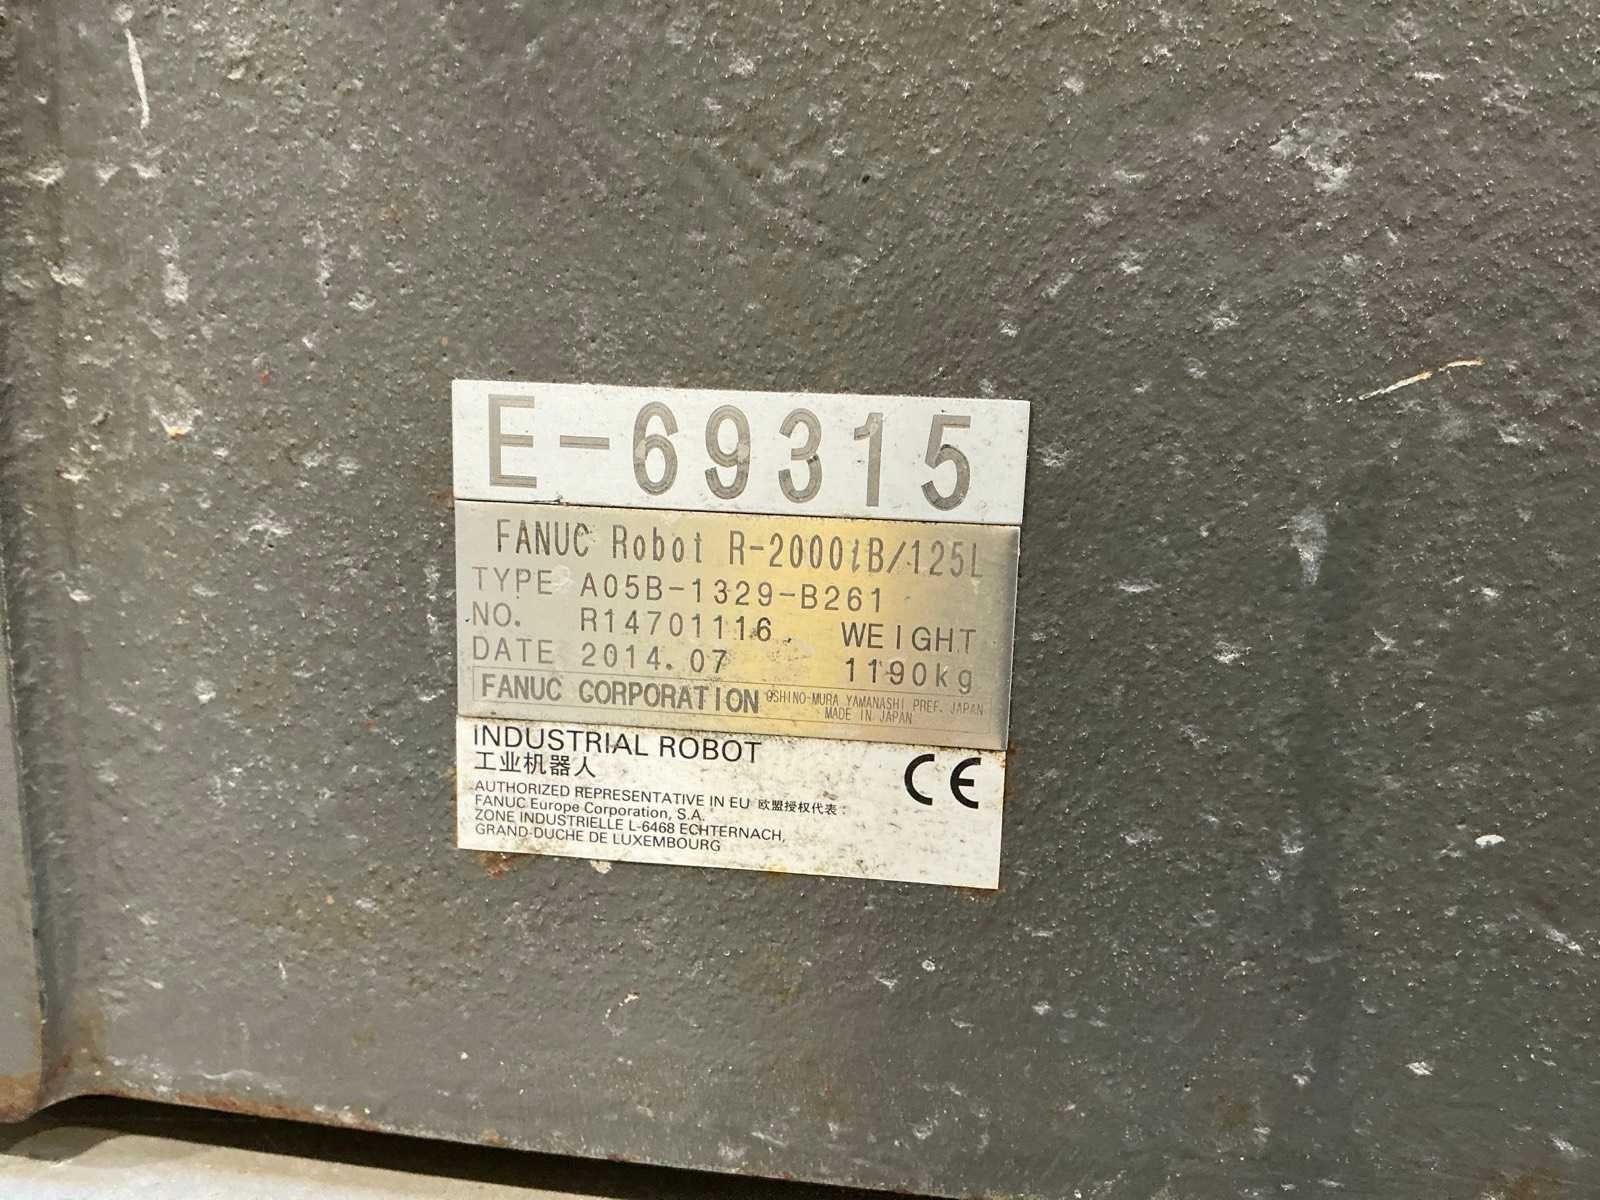 E-69315
FANUC Robot R-2000iB/125L
TYPE A05B-1329-B261
NO. R14701116 WEIGHT
DATE 2014.07 1190kg
FANUC CORPORATION OSHINO-MURA YAMANASHI PREF. JAPAN
MADE IN JAPAN
INDUSTRIAL ROBOT
工业机器人
CE
AUTHORIZED REPRESENTATIVE IN EU 欧盟授权代表:
FANUC Europe Corporation, S.A.
ZONE INDUSTRIELLE L-6468 ECHTERNACH,
GRAND-DUCHE DE LUXEMBOURG